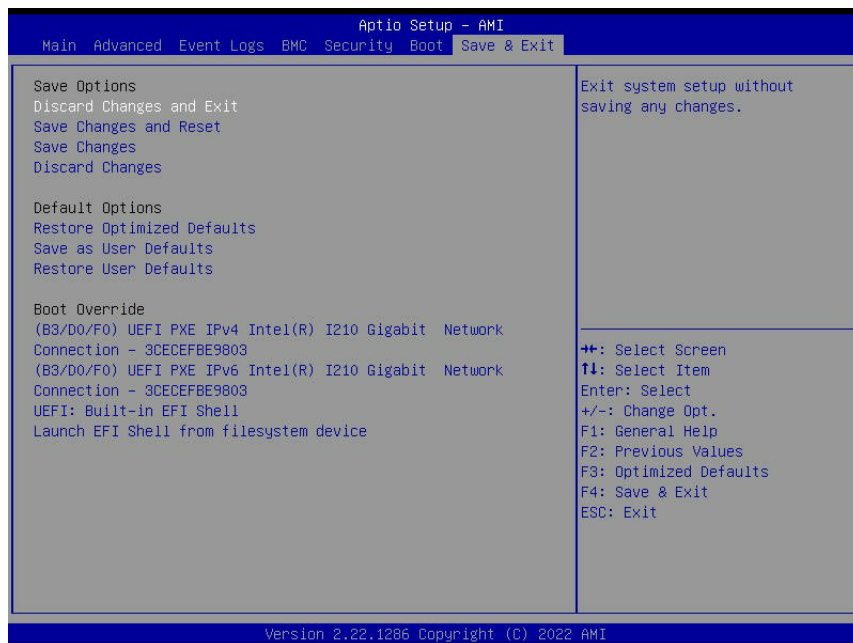 Aptio Setup – AMI
Main Advanced Event Logs BMC Security Boot Save & Exit
Save Options
Discard Changes and Exit
Save Changes and Reset
Save Changes
Discard Changes
Default Options
Restore Optimized Defaults
Save as User Defaults
Restore User Defaults
Boot Override
(B3/D0/F0) UEFI PXE IPv4 Intel(R) I210 Gigabit Network
Connection – 3CECEFBE9803
(B3/D0/F0) UEFI PXE IPv6 Intel(R) I210 Gigabit Network
Connection – 3CECEFBE9803
UEFI: Built-in EFI Shell
Launch EFI Shell from filesystem device
Exit system setup without
saving any changes.
→←: Select Screen
↑↓: Select Item
Enter: Select
+/-: Change Opt.
F1: General Help
F2: Previous Values
F3: Optimized Defaults
F4: Save & Exit
ESC: Exit
Version 2.22.1286 Copyright (C) 2022 AMI